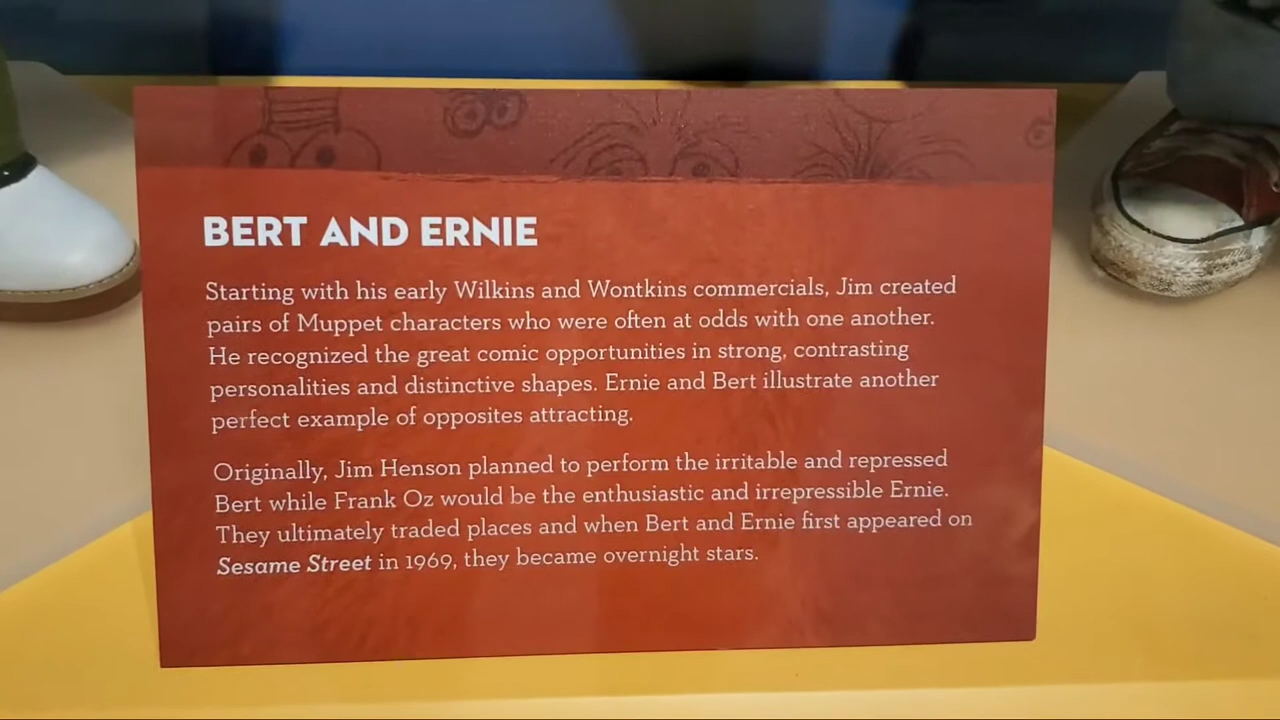 BERT AND ERNIE
Starting with his early Wilkins and Wontkins commercials, Jim created
pairs of Muppet characters who were often at odds with one another.
He recognized the great comic opportunities in strong, contrasting
personalities and distinctive shapes. Ernie and Bert illustrate another
perfect example of opposites attracting.
Originally, Jim Henson planned to perform the irritable and repressed
Bert while Frank Oz would be the enthusiastic and irrepressible Ernie.
They ultimately traded places and when Bert and Ernie first appeared on
Sesame Street in 1969, they became overnight stars.